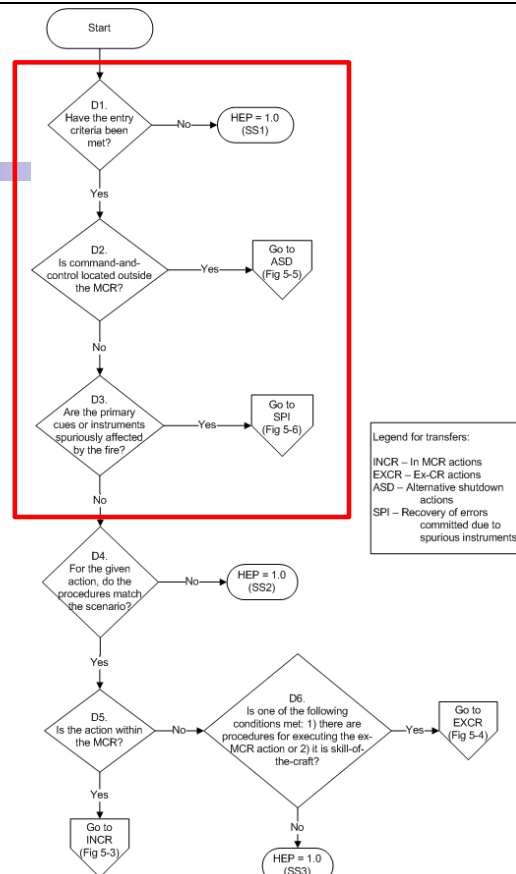 Start
D1.
Have the entry
criteria been
met?
No
HEP = 1.0
(SS1)
Yes
D2.
Is command-and-
control located outside
the MCR?
Yes
Go to
ASD
(Fig 5-5)
No
D3.
Are the primary
cues or instruments
spuriously affected
by the fire?
Yes
Go to
SPI
(Fig 5-6)
No
Legend for transfers:
INCR – In MCR actions
EXCR – Ex-CR actions
ASD – Alternative shutdown
actions
SPI – Recovery of errors
committed due to
spurious instruments
D4.
For the given
action, do the
procedures match
the scenario?
No
HEP = 1.0
(SS2)
Yes
D5.
Is the action within
the MCR?
No
D6.
Is one of the following
conditions met: 1) there are
procedures for executing the ex-
MCR action or 2) it is skill-of-
the-craft?
Yes
Go to
EXCR
(Fig 5-4)
Yes
Go to
INCR
(Fig 5-3)
No
HEP = 1.0
(SS3)